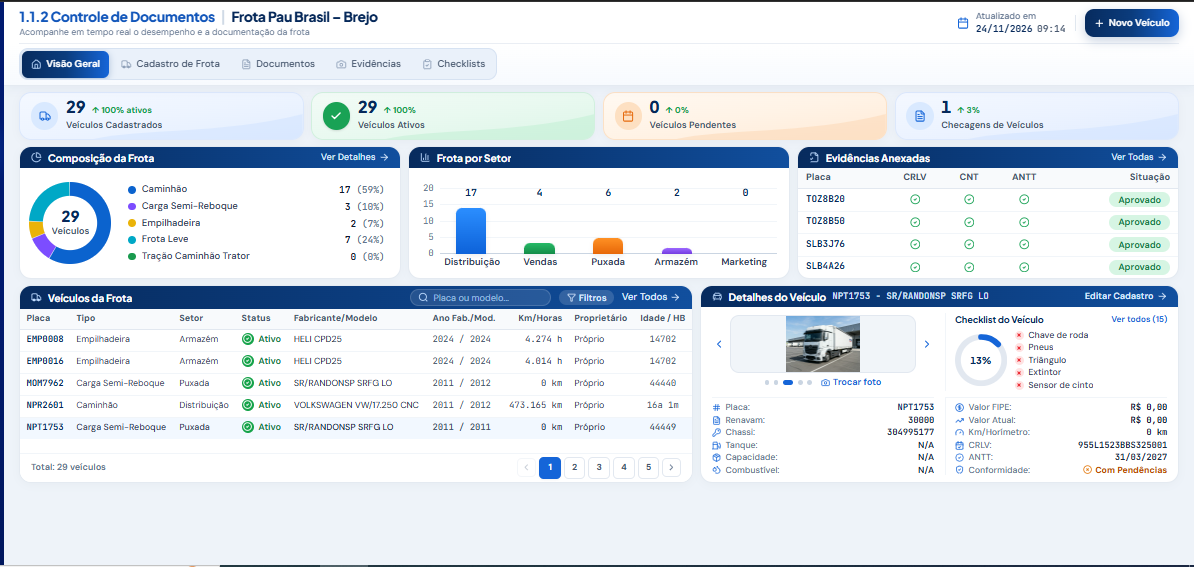 1.1.2 Controle de Documentos | Frota Pau Brasil – Brejo
Acompanhe em tempo real o desempenho e a documentação da frota
Atualizado em
24/11/2026 09:14
+ Novo Veículo
Visão Geral
Cadastro de Frota
Documentos
Evidências
Checklists
29 ↑ 100% ativos
Veículos Cadastrados
29 ↑ 100%
Veículos Ativos
0 ↑ 0%
Veículos Pendentes
1 ↑ 3%
Checagens de Veículos
Composição da Frota
Ver Detalhes →
29
Veículos
Caminhão 17 (59%)
Carga Semi-Reboque 3 (10%)
Empilhadeira 2 (7%)
Frota Leve 7 (24%)
Tração Caminhão Trator 0 (0%)
Frota por Setor
20
15
10
5
0
17 4 6 2 0
Distribuição Vendas Puxada Armazém Marketing
Evidências Anexadas
Ver Todas →
Placa CRLV CNT ANTT Situação
TOZ8B20 Aprovado
TOZ8B50 Aprovado
SLB3J76 Aprovado
SLB4A26 Aprovado
Veículos da Frota
Placa ou modelo...
Filtros
Ver Todos →
Placa Tipo Setor Status Fabricante/Modelo Ano Fab./Mod. Km/Horas Proprietário Idade / HB
EMP0008 Empilhadeira Armazém Ativo HELI CPD25 2024 / 2024 4.274 h Próprio 14702
EMP0016 Empilhadeira Armazém Ativo HELI CPD25 2024 / 2024 4.014 h Próprio 14702
MOM7962 Carga Semi-Reboque Puxada Ativo SR/RANDONSP SRFG LO 2011 / 2012 0 km Próprio 44440
NPR2601 Caminhão Distribuição Ativo VOLKSWAGEN VW/17.250 CNC 2011 / 2012 473.165 km Próprio 16a 1m
NPT1753 Carga Semi-Reboque Puxada Ativo SR/RANDONSP SRFG LO 2011 / 2011 0 km Próprio 44449
Total: 29 veículos
‹ 1 2 3 4 5 ›
Detalhes do Veículo NPT1753 - SR/RANDONSP SRFG LO
Editar Cadastro →
Trocar foto
Checklist do Veículo
Ver todos (15)
13%
Chave de roda
Pneus
Triângulo
Extintor
Sensor de cinto
Placa: NPT1753
Renavam: 30000
Chassi: 304995177
Tanque: N/A
Capacidade: N/A
Combustível: N/A
Valor FIPE: R$ 0,00
Valor Atual: R$ 0,00
Km/Horímetro: 0 km
CRLV: 955L1523BBS325001
ANTT: 31/03/2027
Conformidade: Com Pendências